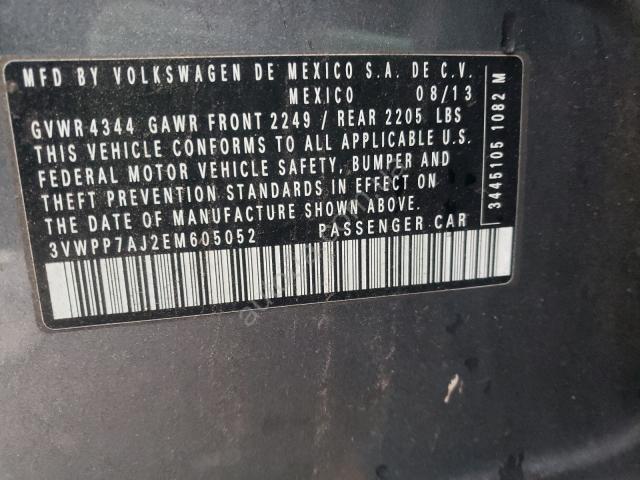 MFD BY VOLKSWAGEN DE MEXICO S.A. DE C.V.
MEXICO 08/13
GVWR 4344 GAWR FRONT 2249 / REAR 2205 LBS
THIS VEHICLE CONFORMS TO ALL APPLICABLE U.S.
FEDERAL MOTOR VEHICLE SAFETY, BUMPER AND
THEFT PREVENTION STANDARDS IN EFFECT ON
THE DATE OF MANUFACTURE SHOWN ABOVE.
3VWPP7AJ2EM605052 PASSENGER CAR
3445105 1082 M